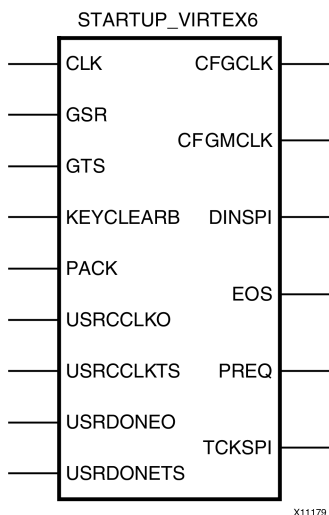 STARTUP_VIRTEX6
CLK CFGCLK
GSR
CFGMCLK
GTS
KEYCLEARB DINSPI
PACK
EOS
USRCCLKO
USRCCLKTS PREQ
USRDONEO
TCKSPI
USRDONETS
X11179